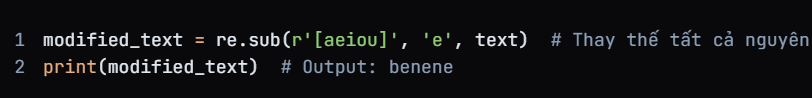 1 modified_text = re.sub(r'[aeiou]', 'e', text)  # Thay thế tất cả nguyên
2 print(modified_text)  # Output: benene